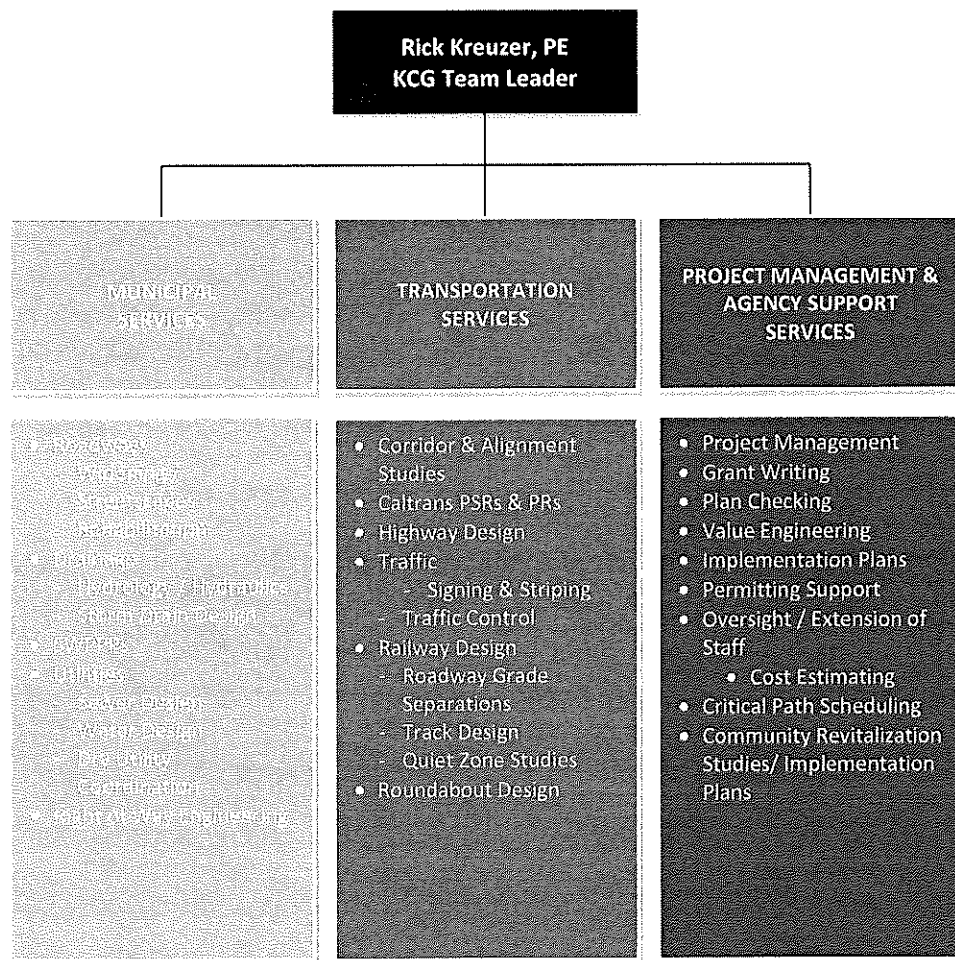 Rick Kreuzer, PE
KCG Team Leader
MUNICIPAL
SERVICES
TRANSPORTATION
SERVICES
PROJECT MANAGEMENT &
AGENCY SUPPORT
SERVICES
Rehabilitation
• Drainage
Hydrology / Hydraulic
Storm Drain Design
• Utilities
- Sewer Design
- Water Design
- Dry Utility
Coordination
• Right of Way Engineering
• Corridor & Alignment
Studies
• Caltrans PSRs & PRs
• Highway Design
• Traffic
- Signing & Striping
- Traffic Control
• Railway Design
- Roadway Grade
Separations
- Track Design
- Quiet Zone Studies
• Roundabout Design
• Project Management
• Grant Writing
• Plan Checking
• Value Engineering
• Implementation Plans
• Permitting Support
• Oversight / Extension of
Staff
• Cost Estimating
• Critical Path Scheduling
• Community Revitalization
Studies/ Implementation
Plans